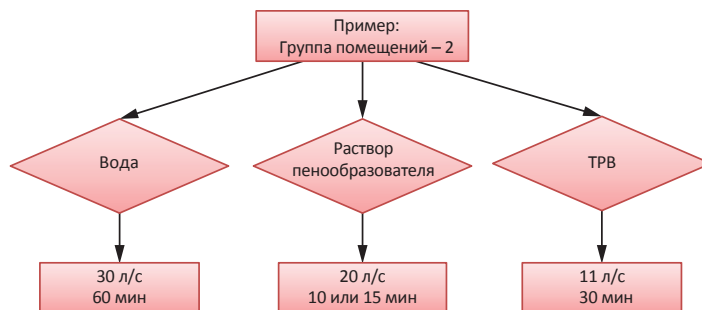 Пример:
Группа помещений – 2
Вода
Раствор
пенообразователя
ТРВ
30 л/с
60 мин
20 л/с
10 или 15 мин
11 л/с
30 мин